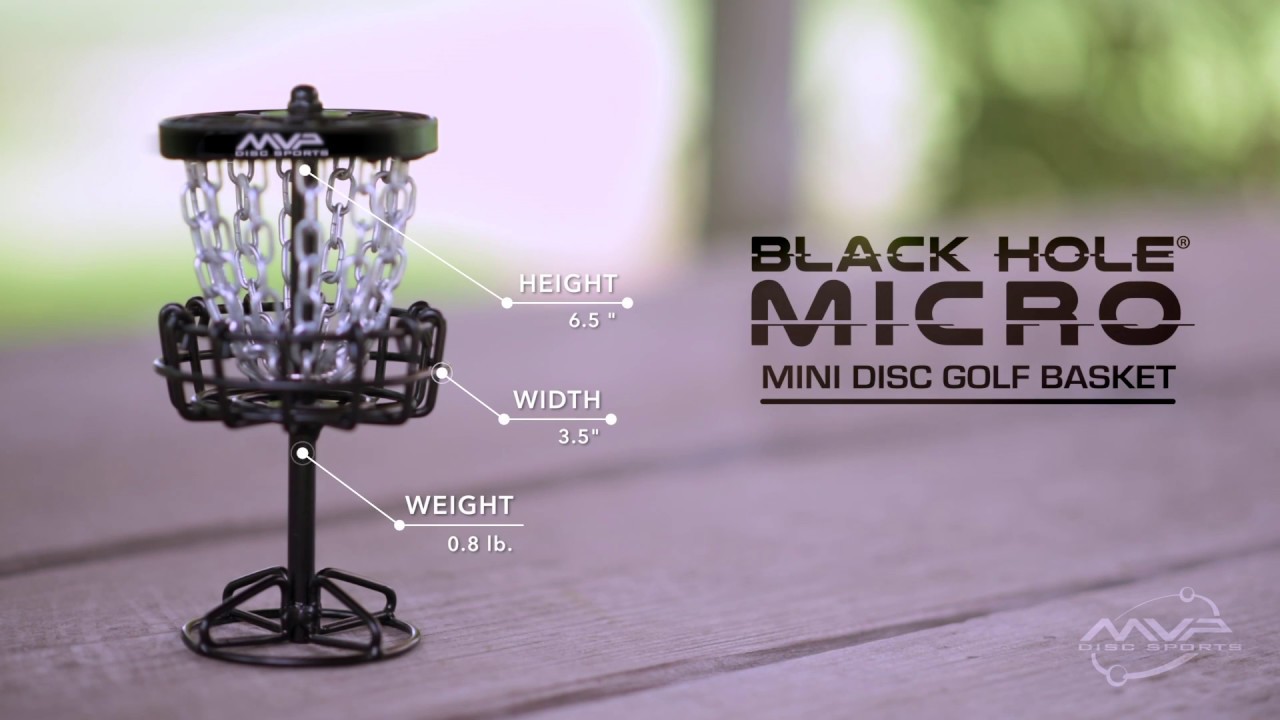 MVP
DISC SPORTS
HEIGHT
6.5 "
WIDTH
3.5"
WEIGHT
0.8 lb.
BLACK HOLE®
MICRO
MINI DISC GOLF BASKET
MVP
DISC SPORTS